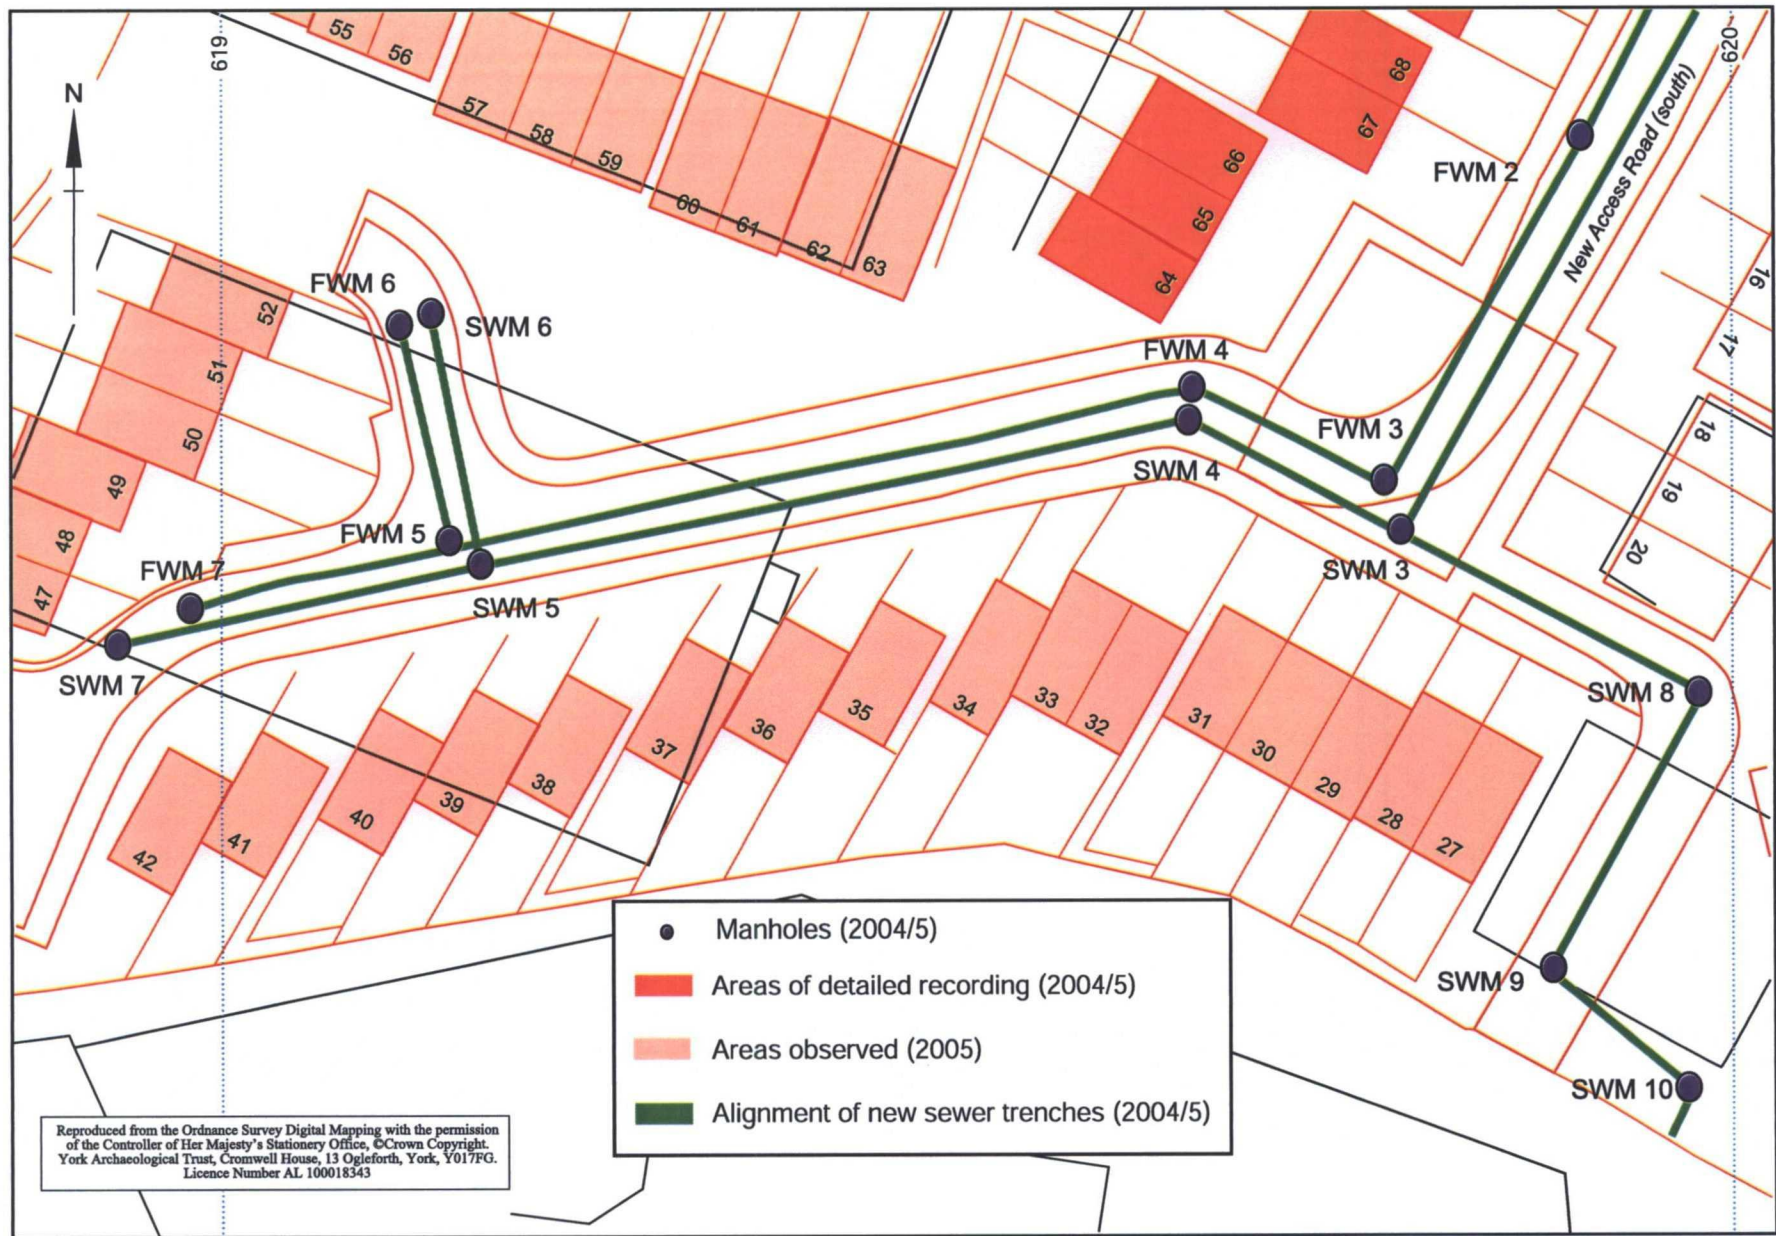 619
620
N
55
56
57
58
59
60
61
62
63
68
67
66
65
64
FWM 2
New Access Road (south)
16
17
18
19
20
52
51
50
49
48
47
FWM 6
SWM 6
FWM 4
FWM 3
SWM 4
SWM 3
FWM 5
FWM 7
SWM 5
SWM 7
SWM 8
42
41
40
39
38
37
36
35
34
33
32
31
30
29
28
27
SWM 9
SWM 10
Manholes (2004/5)
Areas of detailed recording (2004/5)
Areas observed (2005)
Alignment of new sewer trenches (2004/5)
Reproduced from the Ordnance Survey Digital Mapping with the permission
of the Controller of Her Majesty's Stationery Office, ©Crown Copyright.
York Archaeological Trust, Cromwell House, 13 Ogleforth, York, YO17FG.
Licence Number AL 100018343